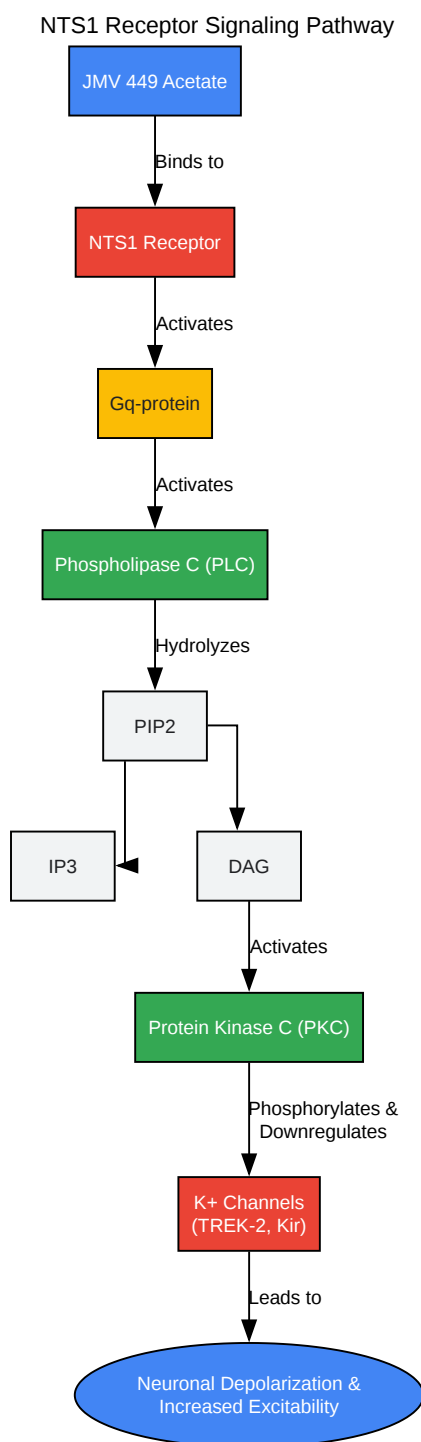 NTS1 Receptor Signaling Pathway
JMV 449 Acetate
Binds to
NTS1 Receptor
Activates
Gq-protein
Activates
Phospholipase C (PLC)
Hydrolyzes
PIP2
IP3
DAG
Activates
Protein Kinase C (PKC)
Phosphorylates &
Downregulates
K+ Channels
(TREK-2, Kir)
Leads to
Neuronal Depolarization &
Increased Excitability